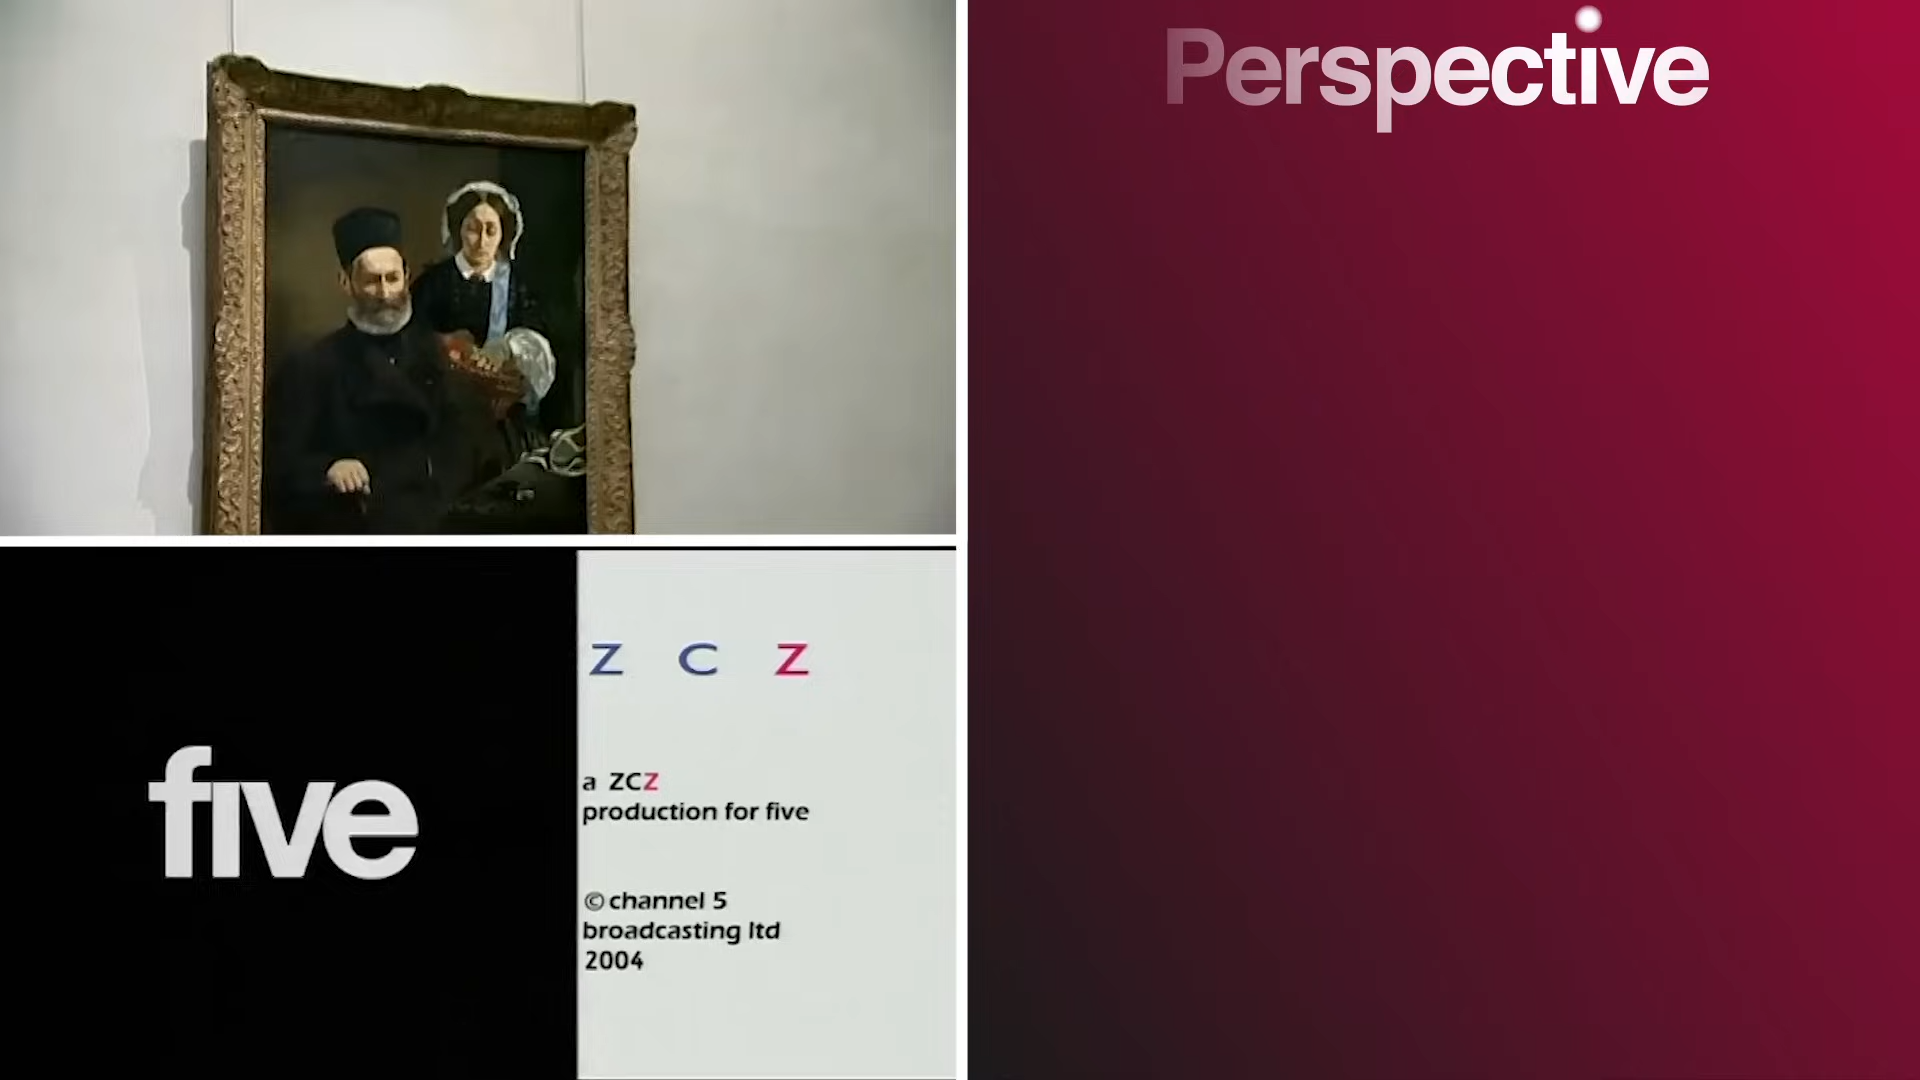 Perspective
five
Z C Z
a ZCZ
production for five
© channel 5
broadcasting ltd
2004